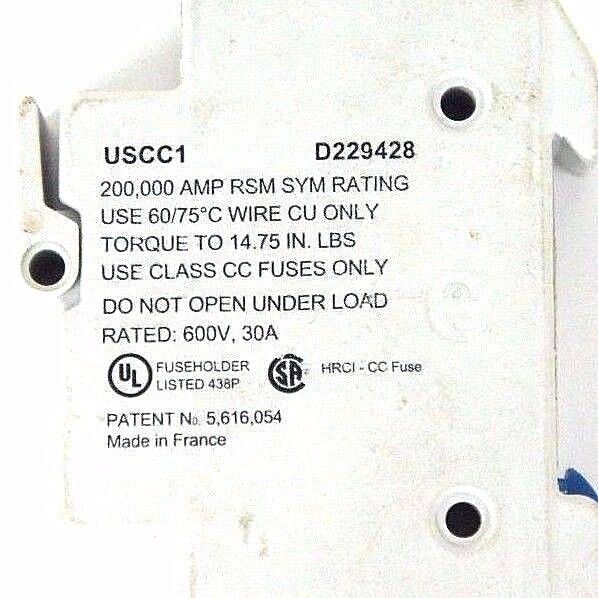 USCC1 D229428
200,000 AMP RSM SYM RATING
USE 60/75°C WIRE CU ONLY
TORQUE TO 14.75 IN. LBS
USE CLASS CC FUSES ONLY
DO NOT OPEN UNDER LOAD
RATED: 600V, 30A
UL FUSEHOLDER SA HRCI - CC Fuse
LISTED 438P
PATENT No. 5,616,054
Made in France